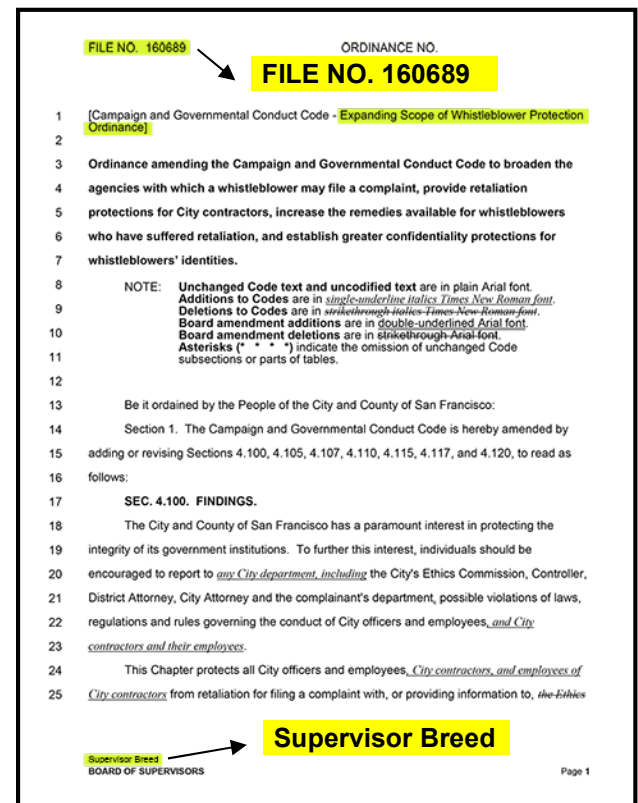 FILE NO. 160689 ORDINANCE NO.
FILE NO. 160689
1 [Campaign and Governmental Conduct Code - Expanding Scope of Whistleblower Protection
Ordinance]
2
3 Ordinance amending the Campaign and Governmental Conduct Code to broaden the
4 agencies with which a whistleblower may file a complaint, provide retaliation
5 protections for City contractors, increase the remedies available for whistleblowers
6 who have suffered retaliation, and establish greater confidentiality protections for
7 whistleblowers' identities.
8 NOTE: Unchanged Code text and uncodified text are in plain Arial font.
Additions to Codes are in single-underline italics Times New Roman font.
9 Deletions to Codes are in strikethrough italics Times New Roman font.
Board amendment additions are in double-underlined Arial font.
10 Board amendment deletions are in strikethrough Arial font.
Asterisks (* * * *) indicate the omission of unchanged Code
11 subsections or parts of tables.
12
13 Be it ordained by the People of the City and County of San Francisco:
14 Section 1. The Campaign and Governmental Conduct Code is hereby amended by
15 adding or revising Sections 4.100, 4.105, 4.107, 4.110, 4.115, 4.117, and 4.120, to read as
16 follows:
17 SEC. 4.100. FINDINGS.
18 The City and County of San Francisco has a paramount interest in protecting the
19 integrity of its government institutions. To further this interest, individuals should be
20 encouraged to report to any City department, including the City's Ethics Commission, Controller,
21 District Attorney, City Attorney and the complainant's department, possible violations of laws,
22 regulations and rules governing the conduct of City officers and employees, and City
23 contractors and their employees.
24 This Chapter protects all City officers and employees, City contractors, and employees of
25 City contractors from retaliation for filing a complaint with, or providing information to, the Ethics
Supervisor Breed
Supervisor Breed
BOARD OF SUPERVISORS Page 1